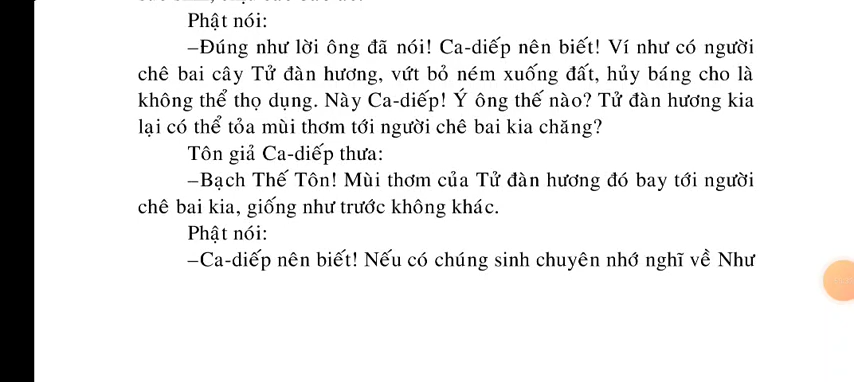 Phật nói:
–Đúng như lời ông đã nói! Ca-diếp nên biết! Ví như có người
chê bai cây Tử đàn hương, vứt bỏ ném xuống đất, hủy báng cho là
không thể thọ dụng. Này Ca-diếp! Ý ông thế nào? Tử đàn hương kia
lại có thể tỏa mùi thơm tới người chê bai kia chăng?
Tôn giả Ca-diếp thưa:
–Bạch Thế Tôn! Mùi thơm của Tử đàn hương đó bay tới người
chê bai kia, giống như trước không khác.
Phật nói:
–Ca-diếp nên biết! Nếu có chúng sinh chuyên nhớ nghĩ về Như